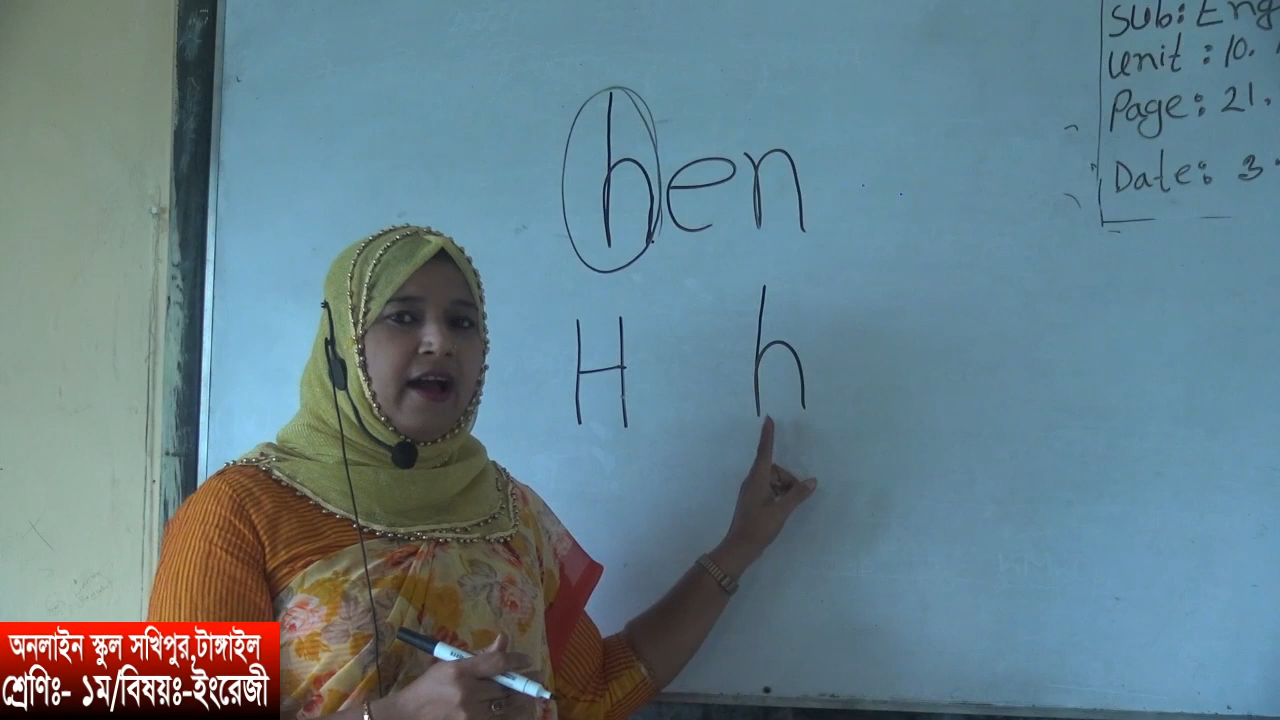 hen
H h
Sub: Eng
Unit : 10.
Page: 21.
Date: 3
অনলাইন স্কুল সখিপুর,টাঙ্গাইল
শ্রেণিঃ- ১ম/বিষয়ঃ-ইংরেজী